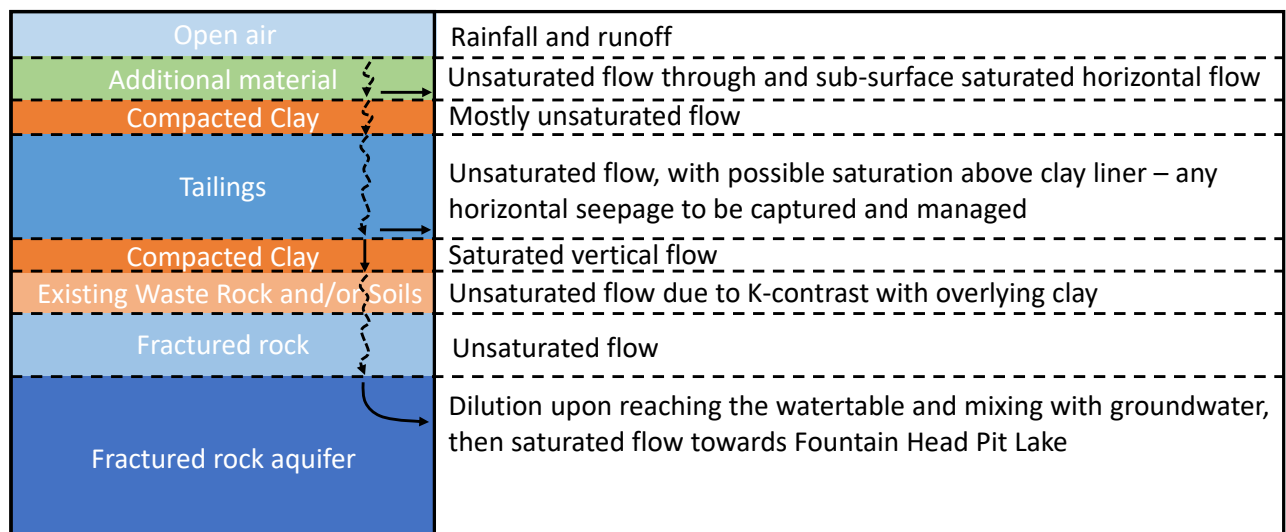 Open air
Rainfall and runoff
Additional material
Unsaturated flow through and sub-surface saturated horizontal flow
Compacted Clay
Mostly unsaturated flow
Tailings
Unsaturated flow, with possible saturation above clay liner – any
horizontal seepage to be captured and managed
Compacted Clay
Saturated vertical flow
Existing Waste Rock and/or Soils
Unsaturated flow due to K-contrast with overlying clay
Fractured rock
Unsaturated flow
Fractured rock aquifer
Dilution upon reaching the watertable and mixing with groundwater,
then saturated flow towards Fountain Head Pit Lake